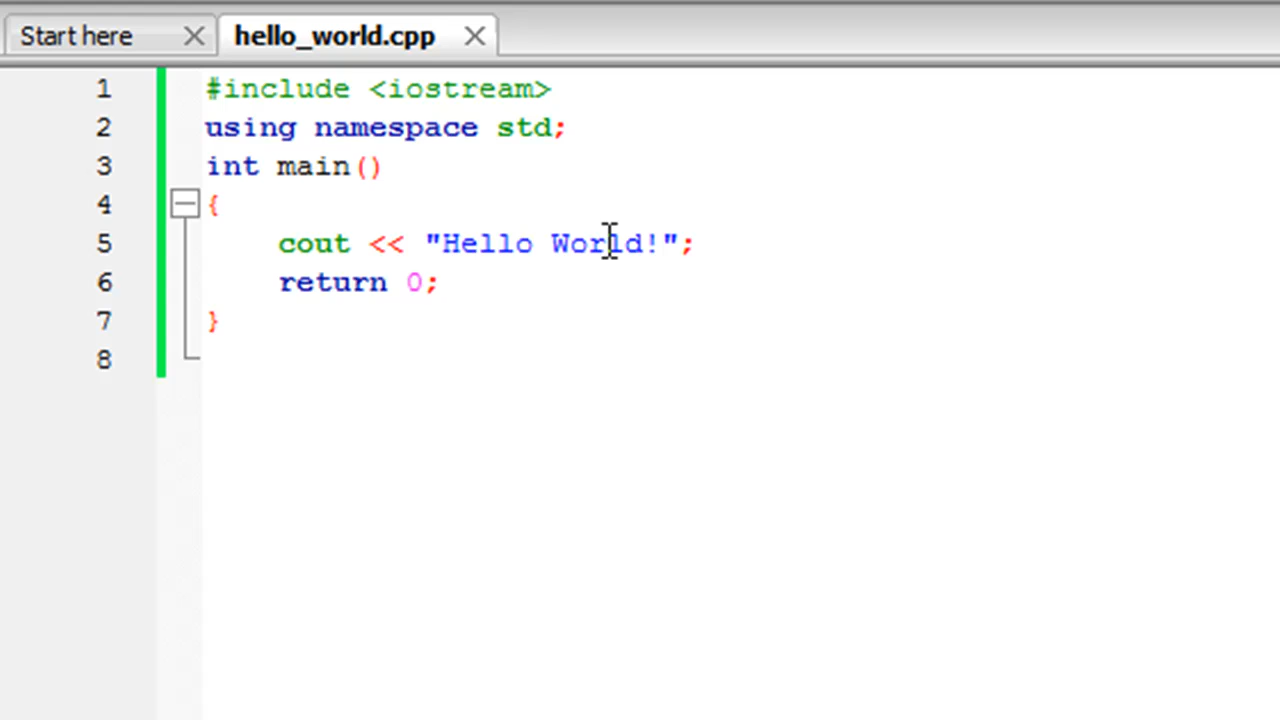 Start here hello_world.cpp
1 #include <iostream>
2 using namespace std;
3 int main()
4 {
5     cout << "Hello World!";
6     return 0;
7 }
8